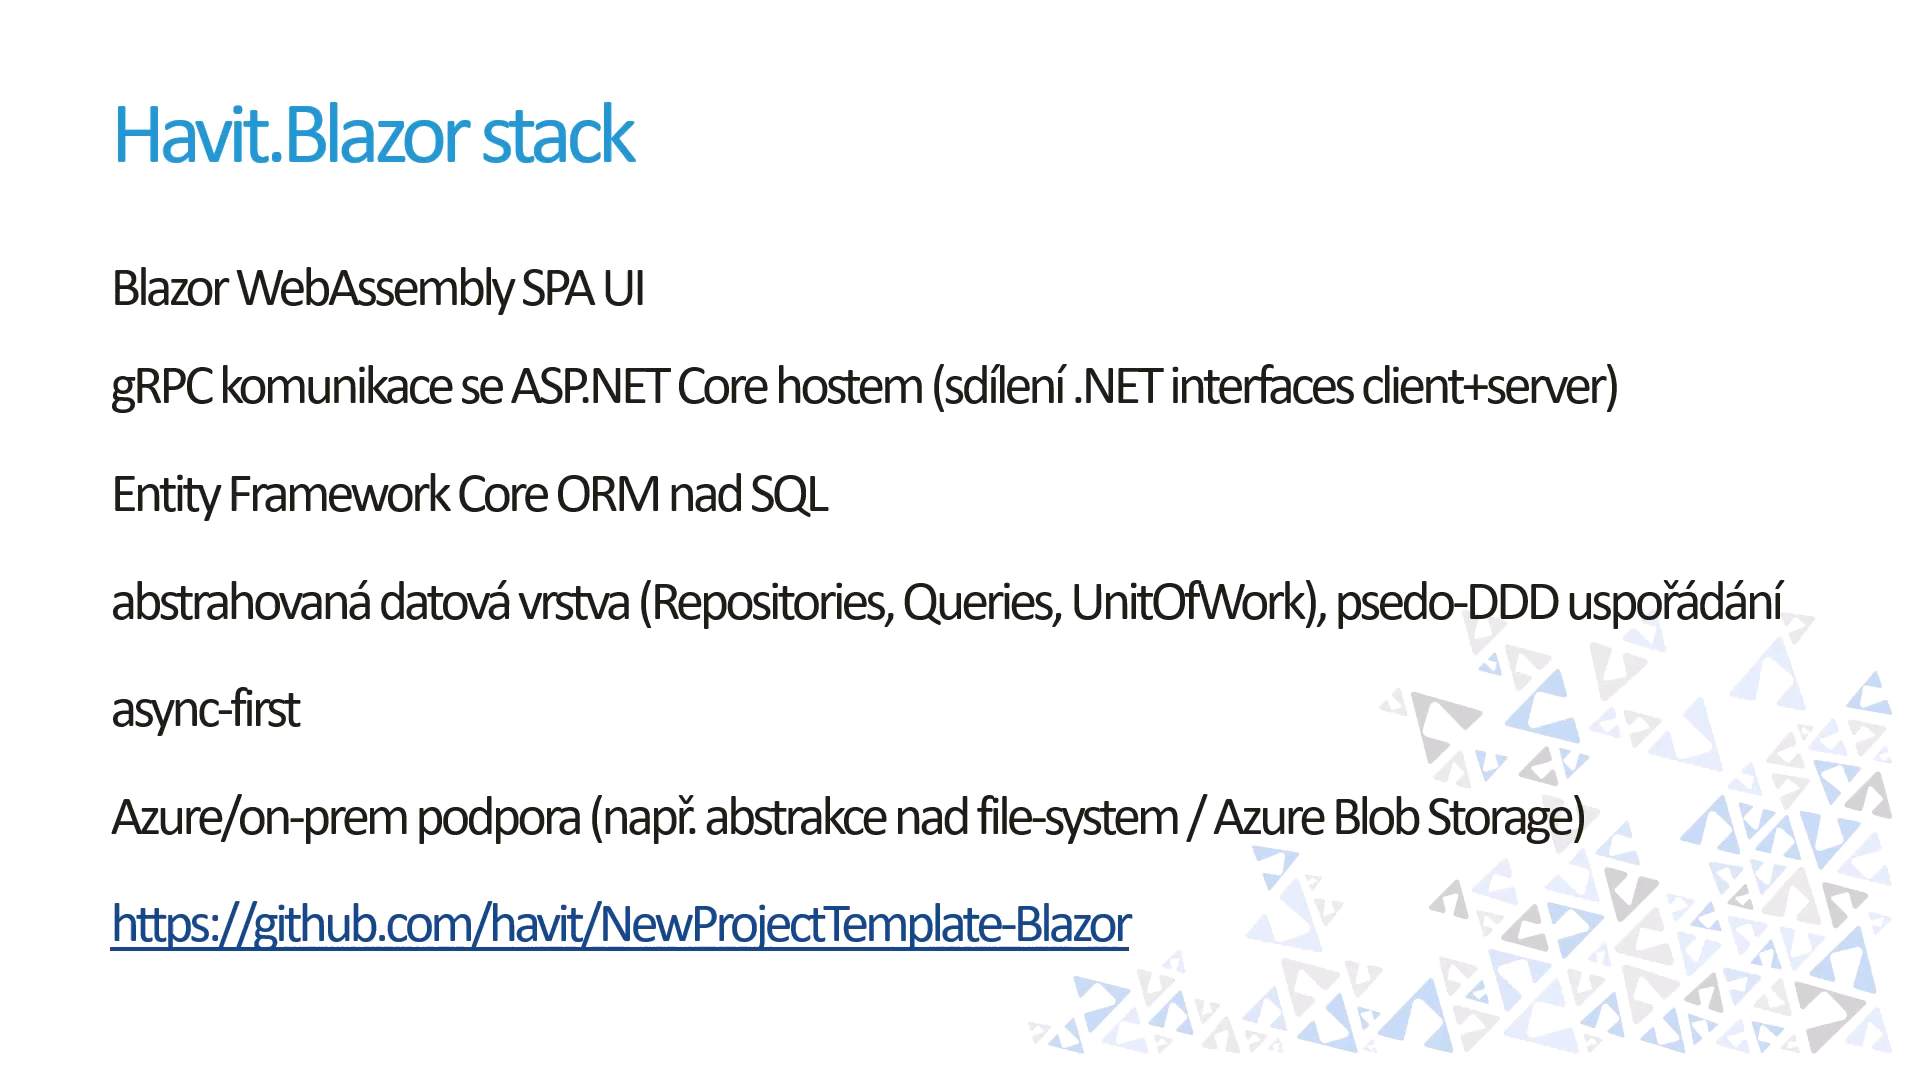 Havit.Blazor stack
Blazor WebAssembly SPA UI
gRPC komunikace se ASP.NET Core hostem (sdílení .NET interfaces client+server)
Entity Framework Core ORM nad SQL
abstrahovaná datová vrstva (Repositories, Queries, UnitOfWork), psedo-DDD uspořádání
async-first
Azure/on-prem podpora (např. abstrakce nad file-system / Azure Blob Storage)
https://github.com/havit/NewProjectTemplate-Blazor